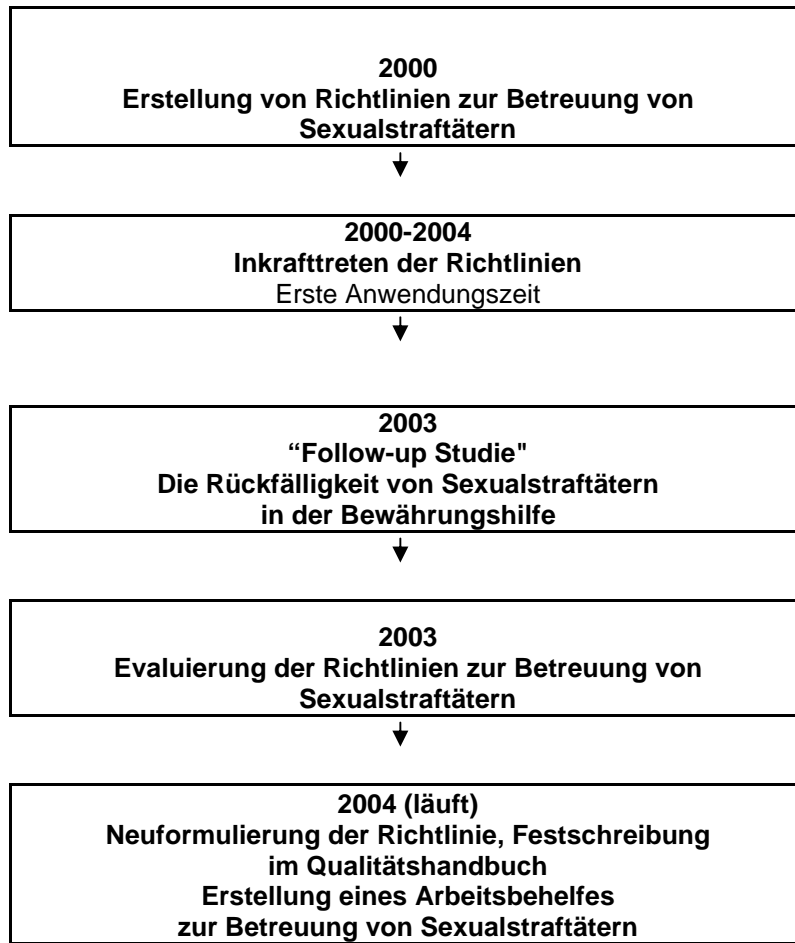 2000
Erstellung von Richtlinien zur Betreuung von
Sexualstraftätern
2000-2004
Inkrafttreten der Richtlinien
Erste Anwendungszeit
2003
“Follow-up Studie"
Die Rückfälligkeit von Sexualstraftätern
in der Bewährungshilfe
2003
Evaluierung der Richtlinien zur Betreuung von
Sexualstraftätern
2004 (läuft)
Neuformulierung der Richtlinie, Festschreibung
im Qualitätshandbuch
Erstellung eines Arbeitsbehelfes
zur Betreuung von Sexualstraftätern